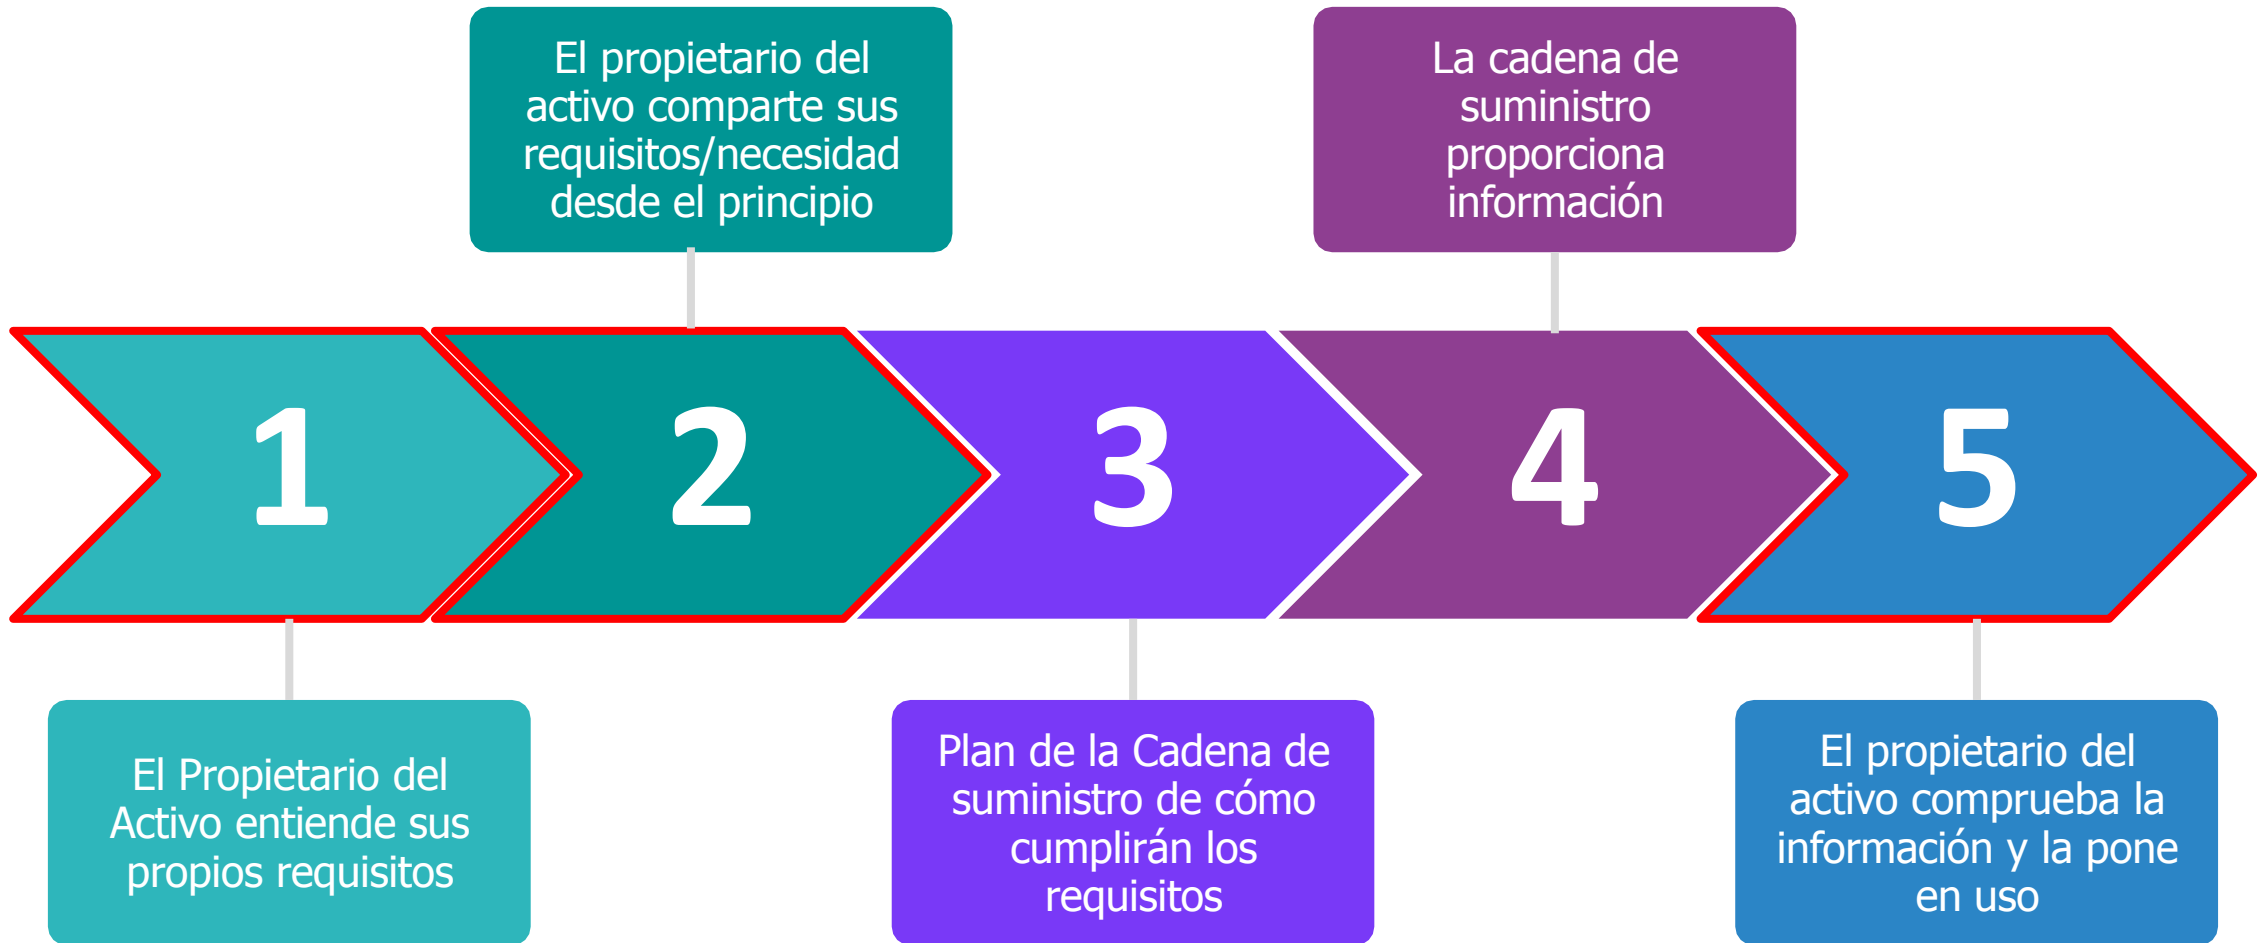 El propietario del
activo comparte sus
requisitos/necesidad
desde el principio
La cadena de
suministro
proporciona
información
1
2
3
4
5
El Propietario del
Activo entiende sus
propios requisitos
Plan de la Cadena de
suministro de cómo
cumplirán los
requisitos
El propietario del
activo comprueba la
información y la pone
en uso